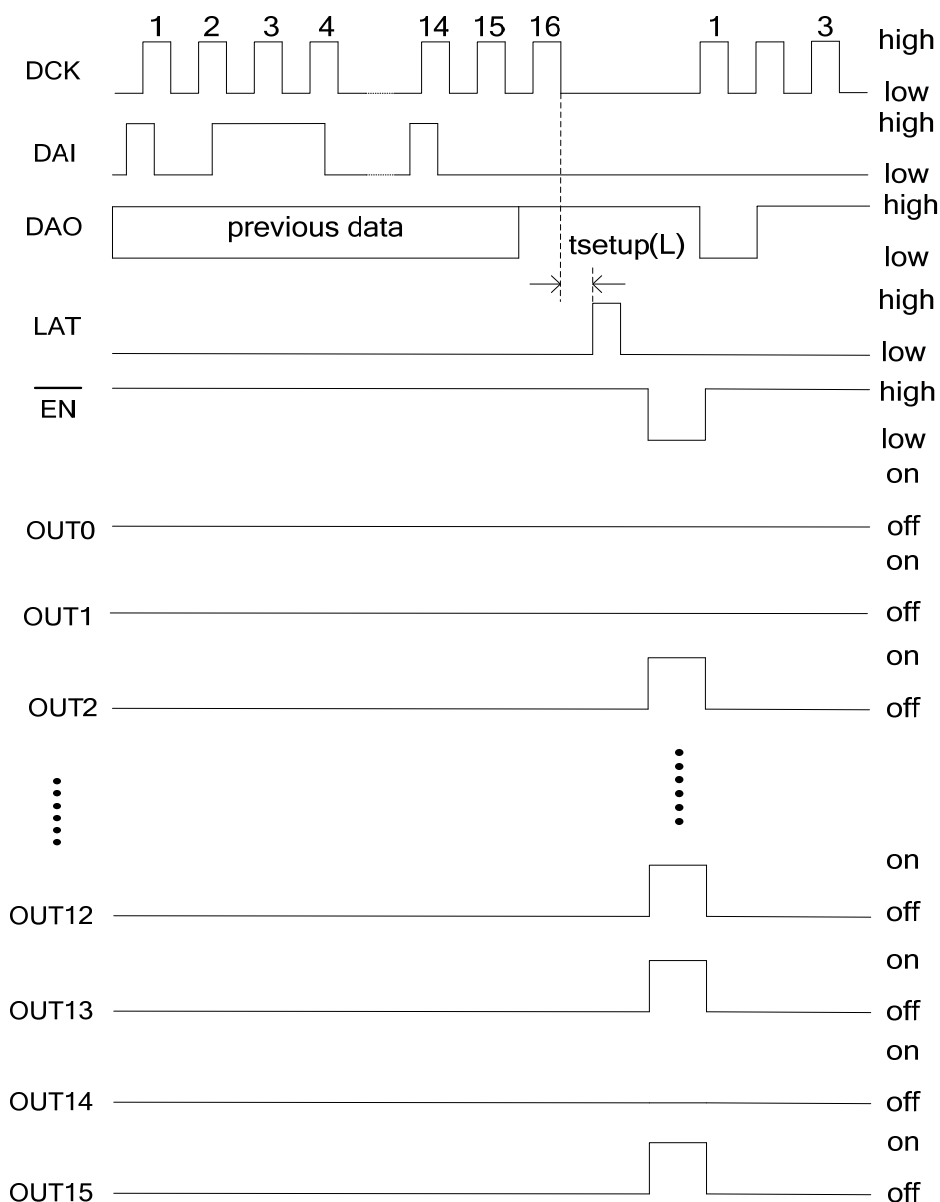 1 2 3 4 14 15 16 1 3
high
DCK
low
high
DAI
low
high
DAO previous data
low
tsetup(L)
high
LAT
low
high
EN
low
on
OUT0 off
on
OUT1 off
on
OUT2 off
on
OUT12 off
on
OUT13 off
on
OUT14 off
on
OUT15 off